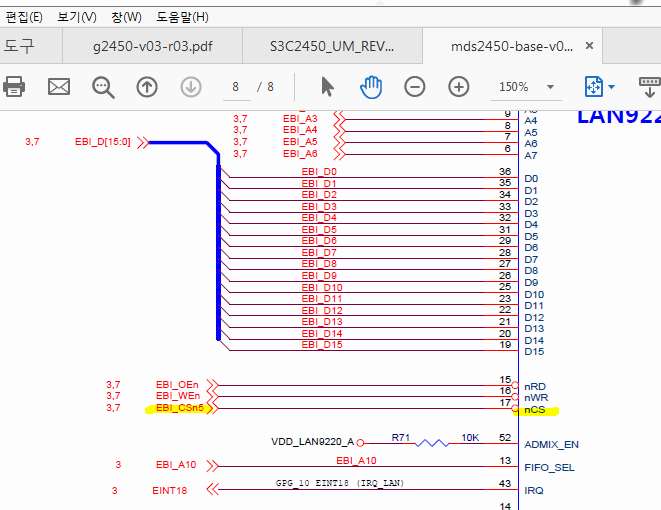 편집(E) 보기(V) 창(W) 도움말(H)
도구 g2450-v03-r03.pdf S3C2450_UM_REV... mds2450-base-v0... ×
8 / 8 150%
LAN9220
3,7 EBI_A3 9 A4
3,7 EBI_A4 8 A5
3,7 EBI_A5 7 A6
3,7 EBI_A6 6 A7
3,7 EBI_D[15:0]
EBI_D0 36 D0
EBI_D1 35 D1
EBI_D2 34 D2
EBI_D3 33 D3
EBI_D4 32 D4
EBI_D5 31 D5
EBI_D6 29 D6
EBI_D7 28 D7
EBI_D8 27 D8
EBI_D9 26 D9
EBI_D10 25 D10
EBI_D11 23 D11
EBI_D12 22 D12
EBI_D13 21 D13
EBI_D14 20 D14
EBI_D15 19 D15
3,7 EBI_OEn 15 nRD
3,7 EBI_WEn 16 nWR
3,7 EBI_CSn5 17 nCS
VDD_LAN9220_A R71 10K 52 ADMIX_EN
3 EBI_A10 EBI_A10 13 FIFO_SEL
3 EINT18 GPG_10 EINT18 (IRQ_LAN) 43 IRQ
14